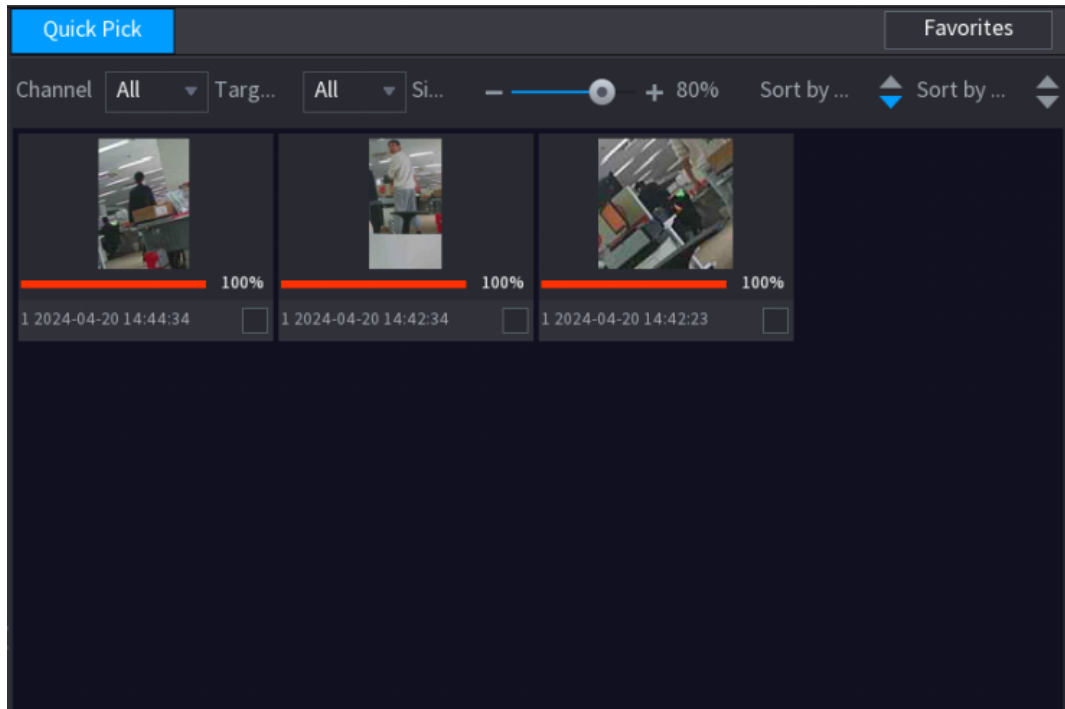 Quick Pick
Favorites
Channel All Targ... All Si... 80% Sort by ... Sort by ...
100% 100% 100%
1 2024-04-20 14:44:34 1 2024-04-20 14:42:34 1 2024-04-20 14:42:23